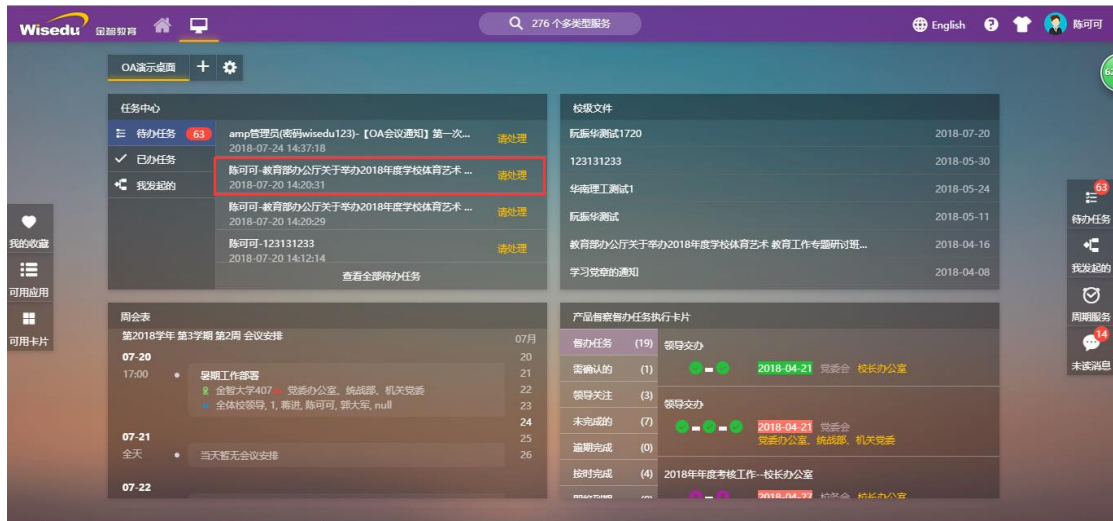 Wisedu 金智教育
276 个多类型服务
English
陈可可
OA演示桌面
任务中心
待办任务 63
已办任务
我发起的
amp管理员(密码wisedu123)-【OA会议通知】第一次...
2018-07-24 14:37:18
请处理
陈可可-教育部办公厅关于举办2018年度学校体育艺术 ...
2018-07-20 14:20:31
请处理
陈可可-教育部办公厅关于举办2018年度学校体育艺术 ...
2018-07-20 14:20:29
请处理
陈可可-123131233
2018-07-20 14:12:14
请处理
查看全部待办任务
校级文件
阮振华测试1720 2018-07-20
123131233 2018-05-30
华南理工测试1 2018-05-24
阮振华测试 2018-05-11
教育部办公厅关于举办2018年度学校体育艺术 教育工作专题研讨班... 2018-04-16
学习党章的通知 2018-04-08
我的收藏
可用应用
可用卡片
63
待办任务
我发起的
周期服务
14
未读消息
周会表
第2018学年 第3学期 第2周 会议安排
07月
20
21
22
23
24
25
26
07-20
17:00
暑期工作部署
金智大学407 党委办公室、统战部、机关党委
全体校领导, 1, 蒋进, 陈可可, 郭大军, null
07-21
全天
当天暂无会议安排
07-22
产品督察督办任务执行卡片
督办任务 (19)
需确认的 (1)
领导关注 (3)
未完成的 (7)
逾期完成 (0)
按时完成 (4)
领导交办
2018-04-21 党委会 校长办公室
领导交办
2018-04-21 党委会
党委办公室、统战部、机关党委
2018年年度考核工作--校长办公室
2018-04-27 校务会 校长办公室